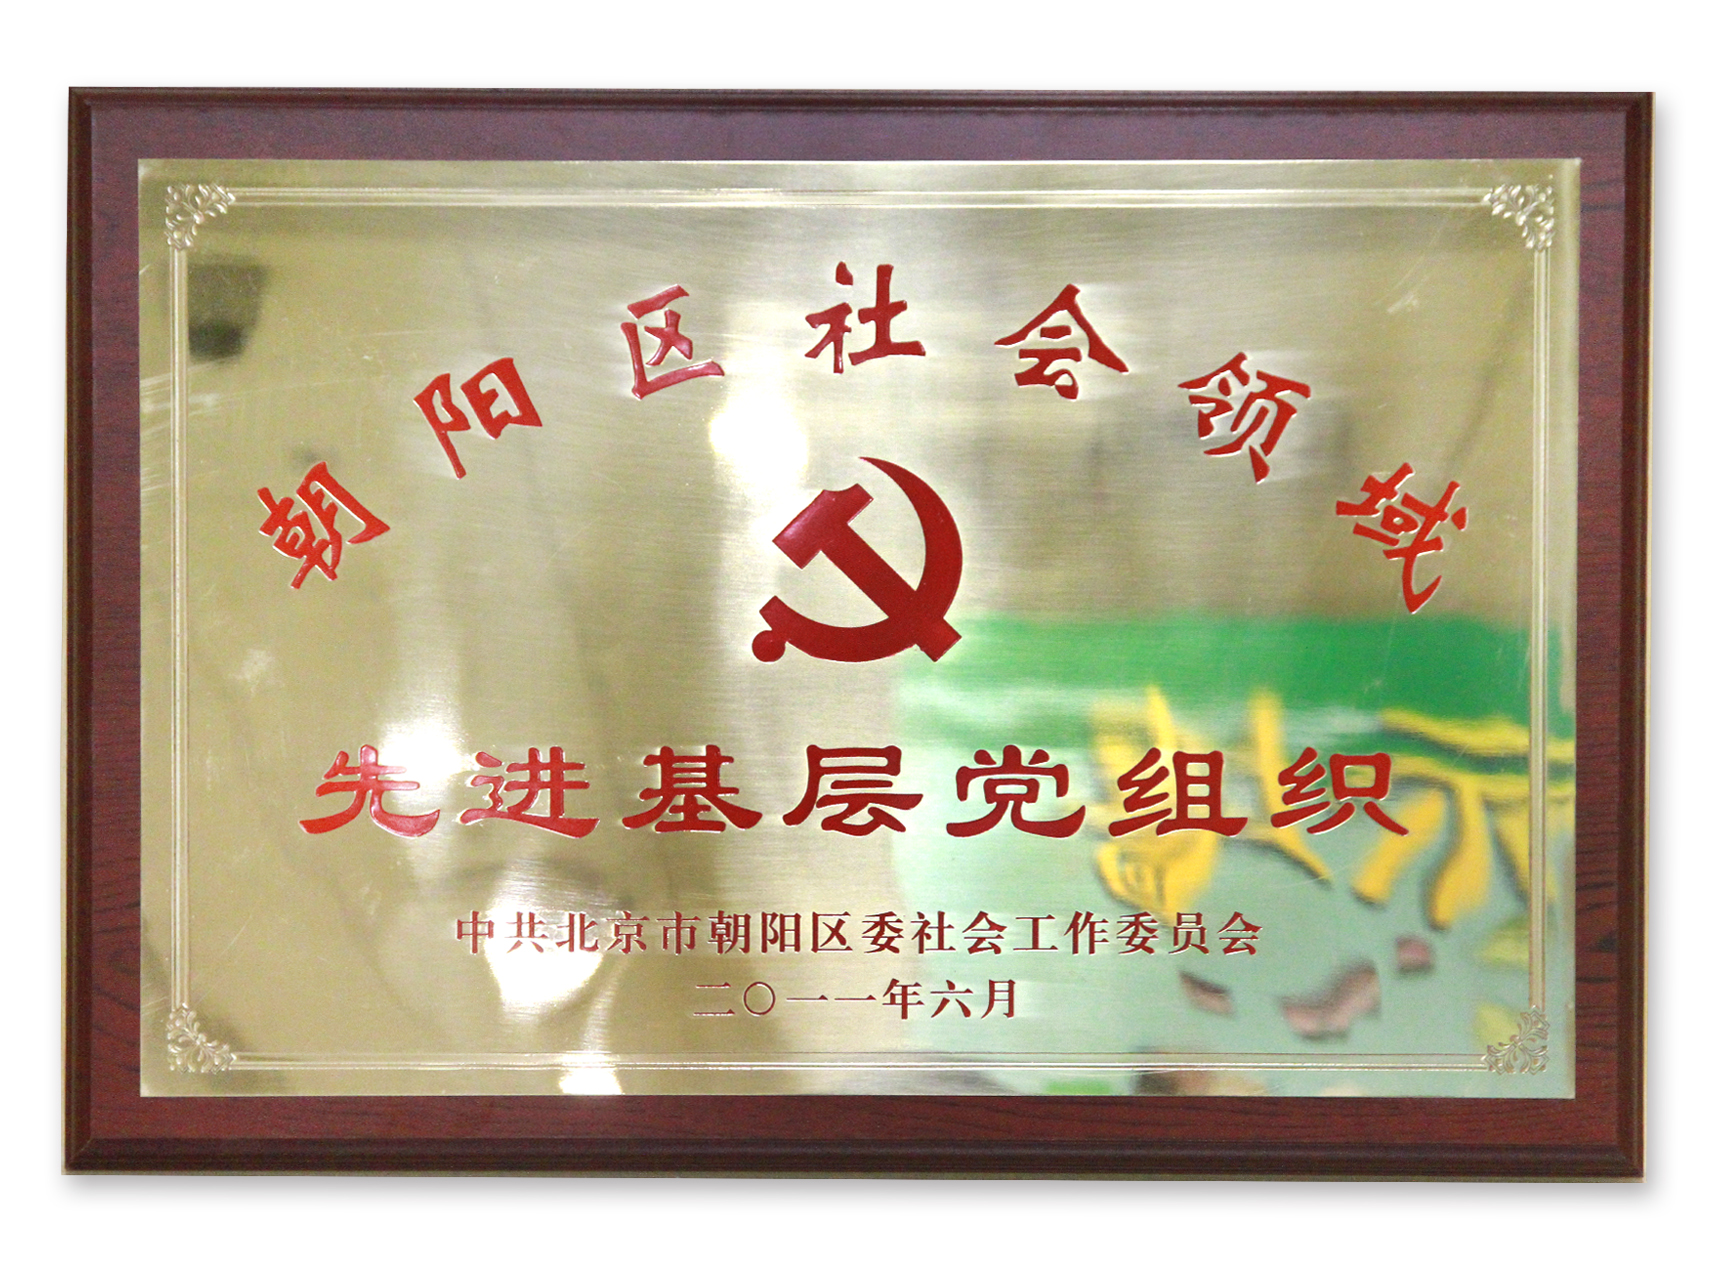 朝阳区社会领域
先进基层党组织
中共北京市朝阳区委社会工作委员会
二〇一一年六月